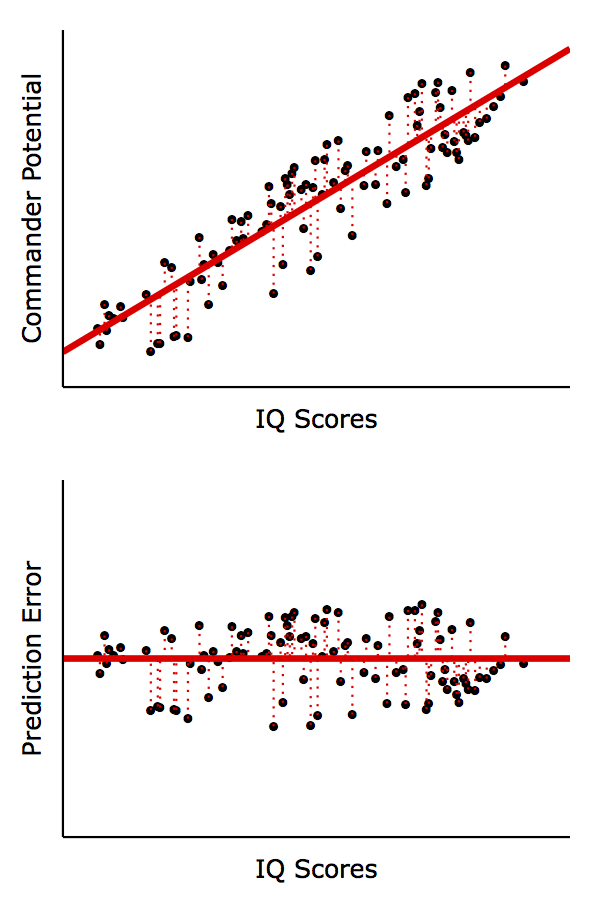 Commander Potential
IQ Scores
Prediction Error
IQ Scores